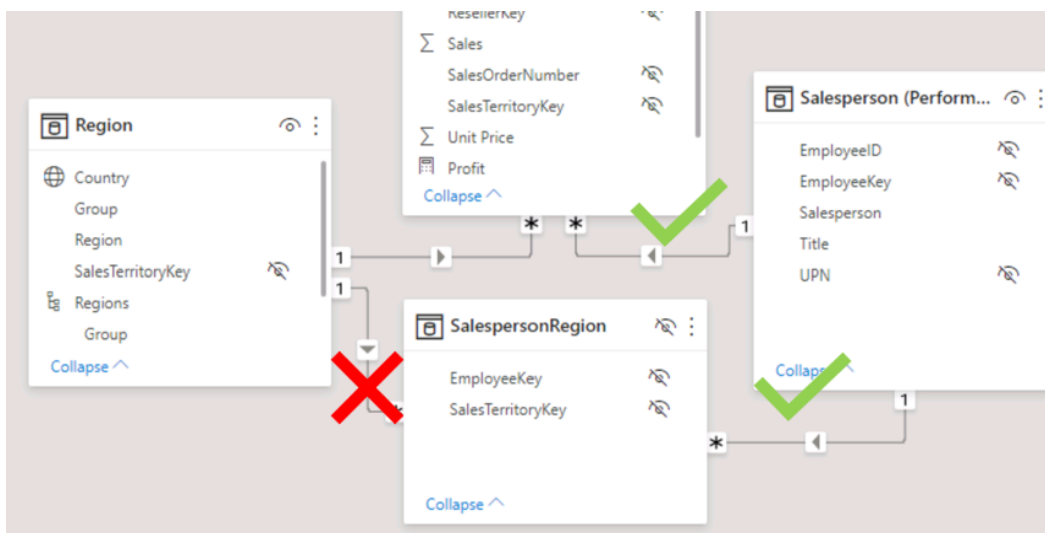 ResellerKey
Sales
SalesOrderNumber
SalesTerritoryKey
Unit Price
Profit
Collapse
Region
Country
Group
Region
SalesTerritoryKey
Regions
Group
Collapse
Salesperson (Perform...
EmployeeID
EmployeeKey
Salesperson
Title
UPN
Collapse
1
*
*
1
1
*
1
*
SalespersonRegion
EmployeeKey
SalesTerritoryKey
Collapse